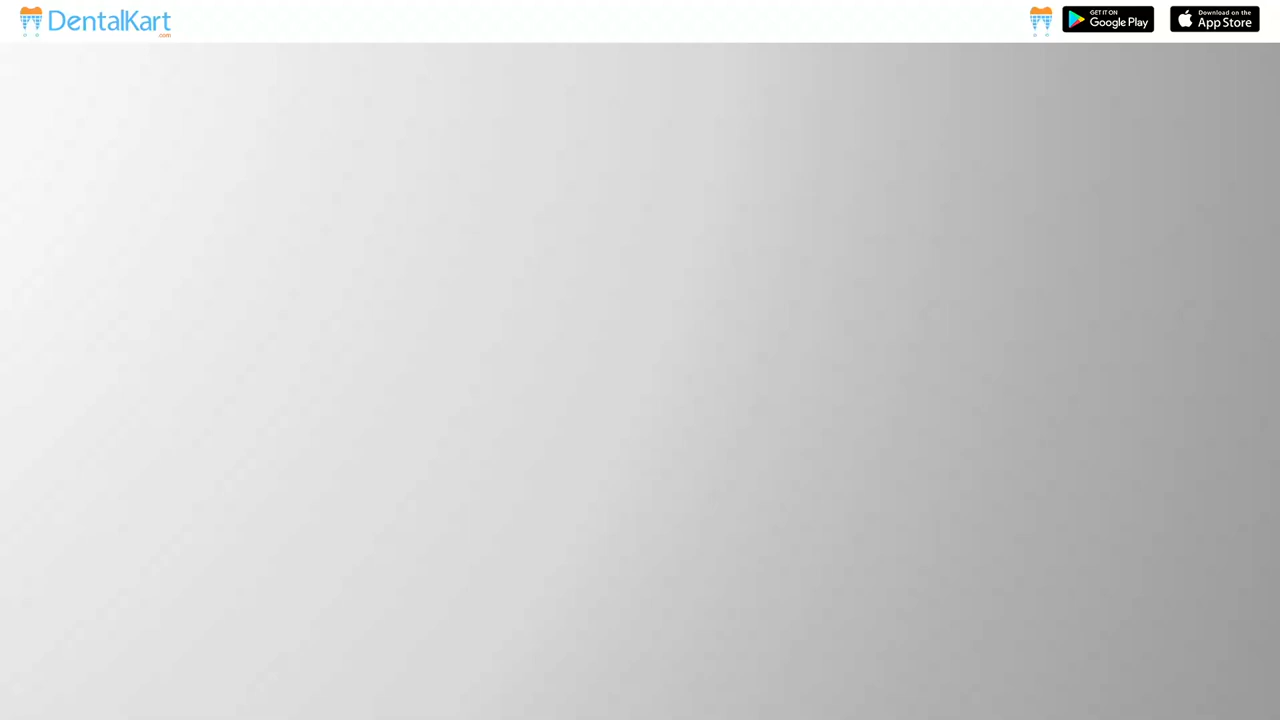 DentalKart
.com
GET IT ON
Google Play
Download on the
App Store